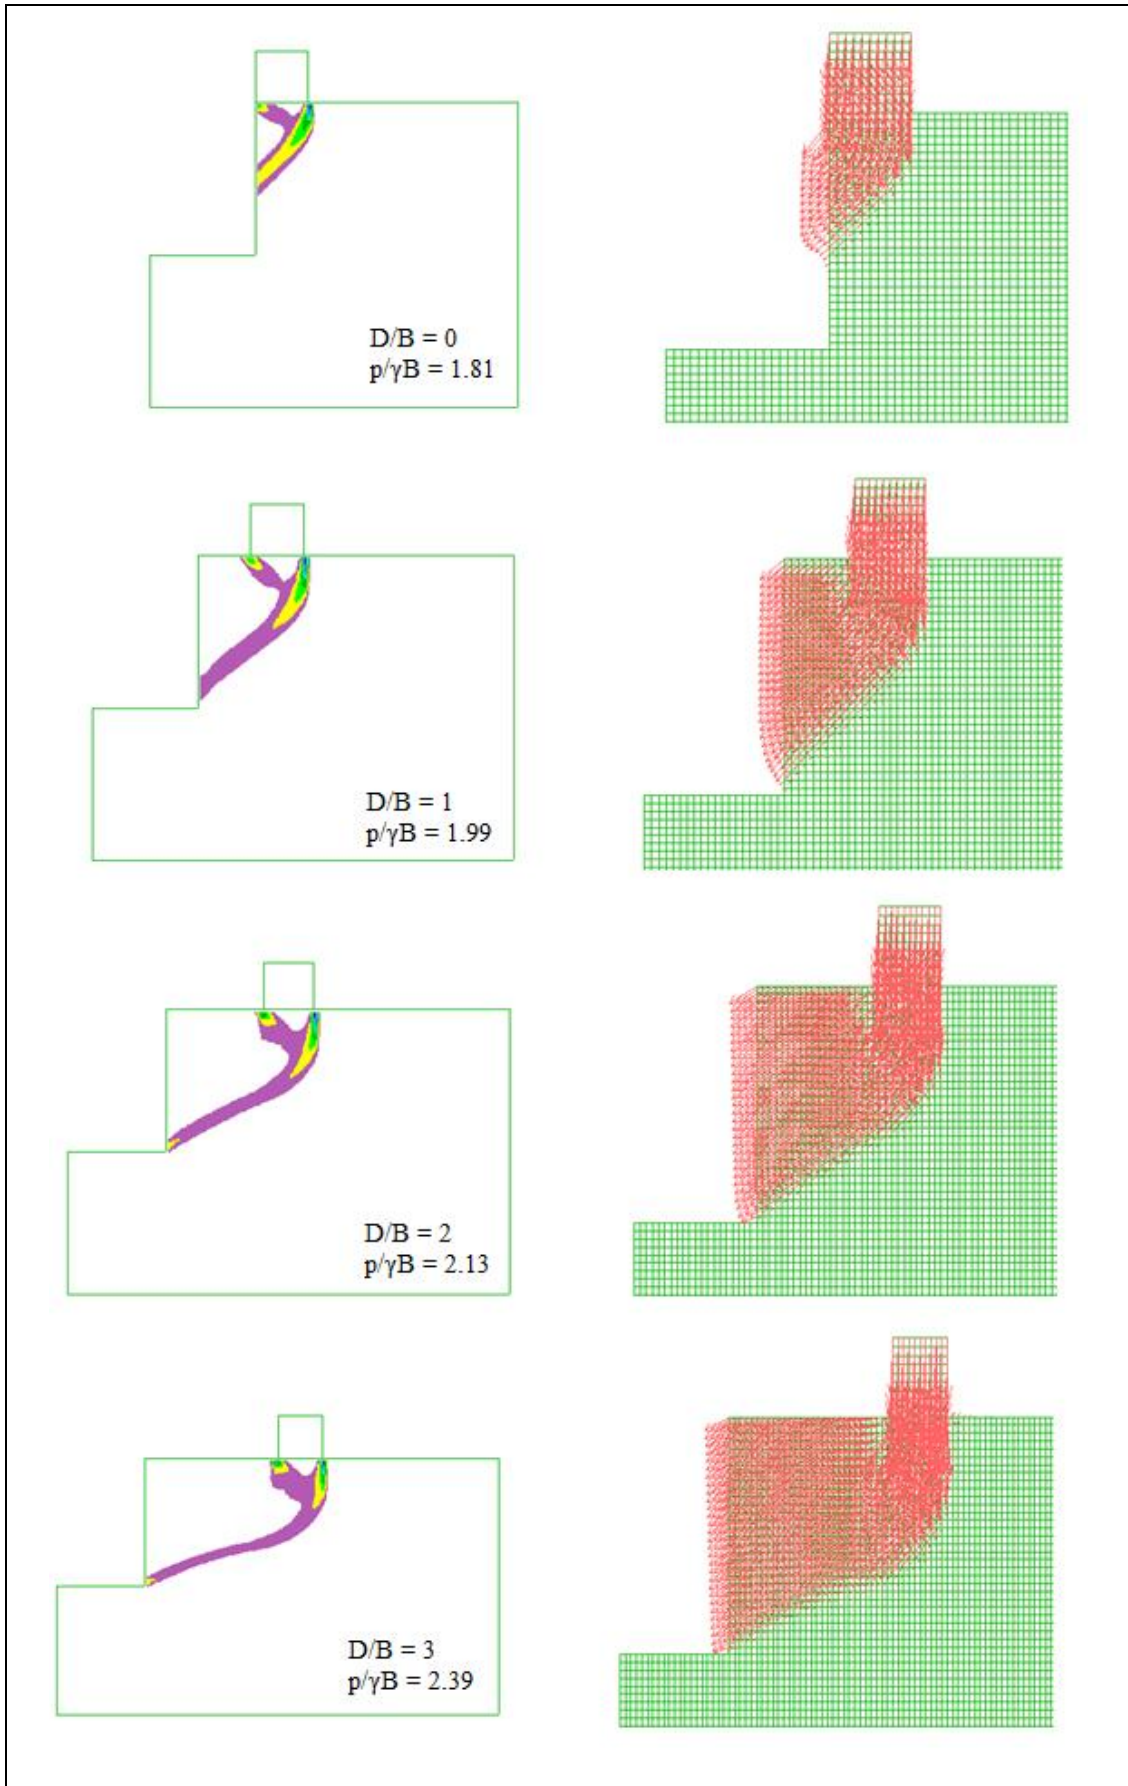 D/B = 0
p/γB = 1.81
D/B = 1
p/γB = 1.99
D/B = 2
p/γB = 2.13
D/B = 3
p/γB = 2.39